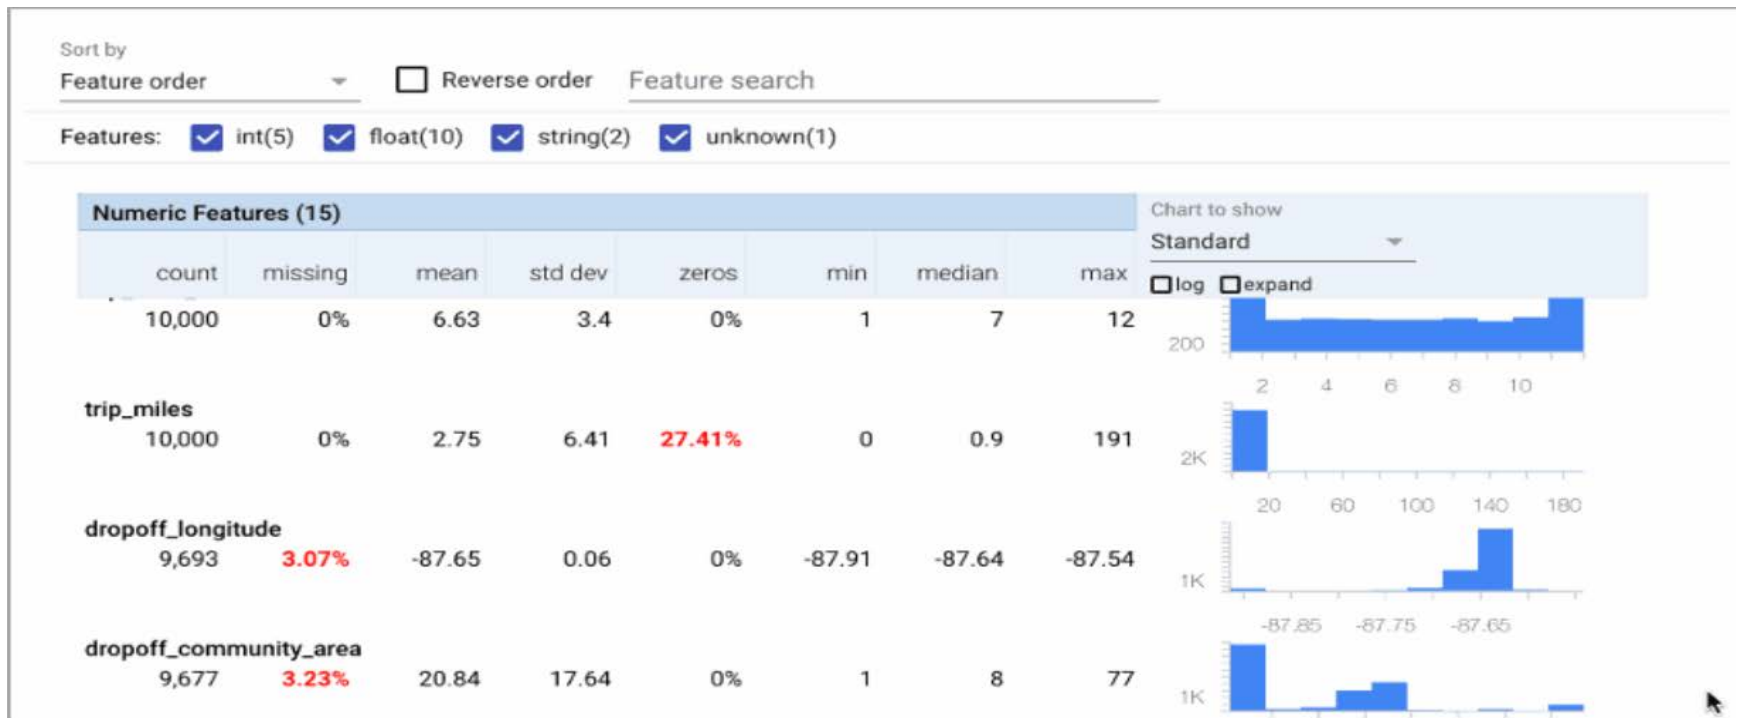 Sort by
Feature order
Reverse order
Feature search
Features: int(5) float(10) string(2) unknown(1)
Numeric Features (15)
Chart to show
Standard
count missing mean std dev zeros min median max
log expand
10,000 0% 6.63 3.4 0% 1 7 12
200
2 4 6 8 10
trip_miles
10,000 0% 2.75 6.41 27.41% 0 0.9 191
2K
20 60 100 140 180
dropoff_longitude
9,693 3.07% -87.65 0.06 0% -87.91 -87.64 -87.54
1K
-87.85 -87.75 -87.65
dropoff_community_area
9,677 3.23% 20.84 17.64 0% 1 8 77
1K